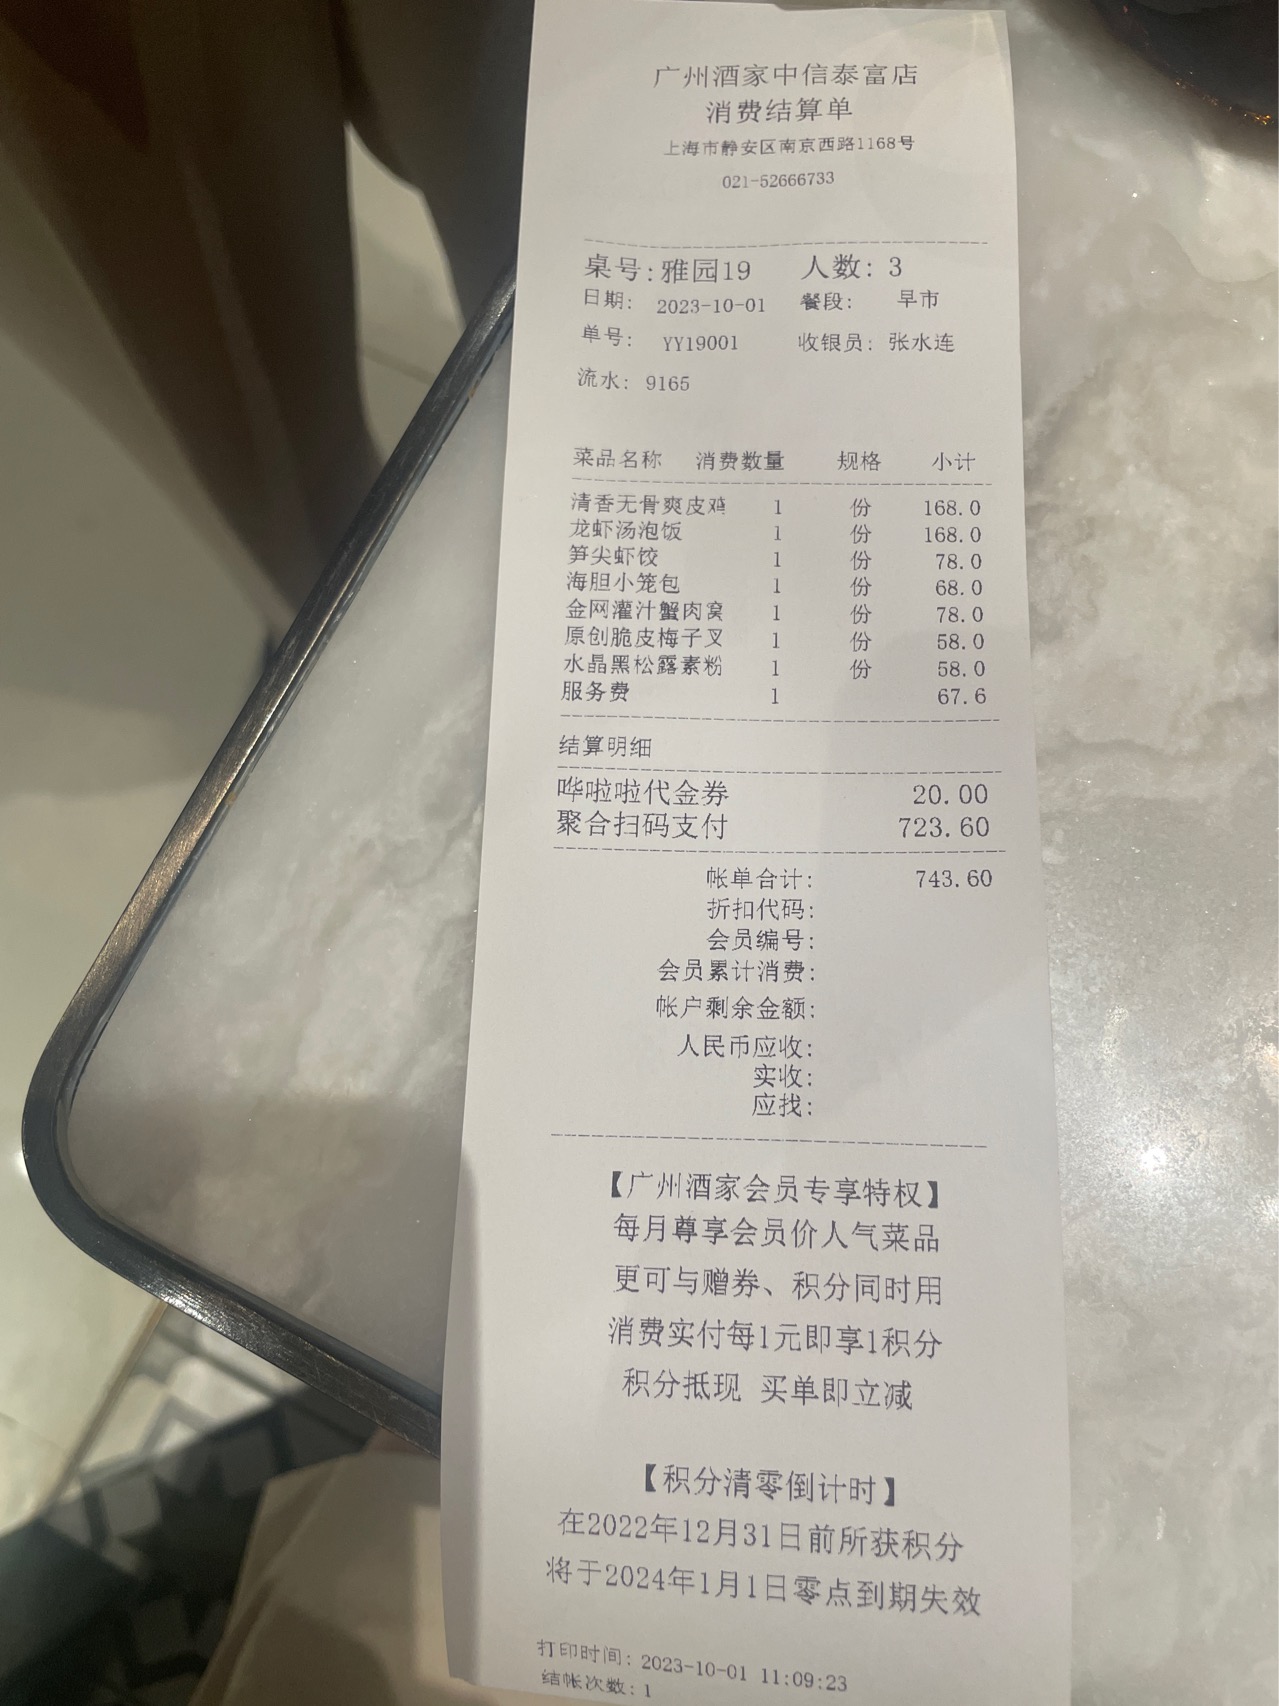 广州酒家中信泰富店
消费结算单
上海市静安区南京西路1168号
021-52666733
桌号:雅园19 人数: 3
日期: 2023-10-01 餐段: 早市
单号: YY19001 收银员: 张水连
流水: 9165
菜品名称 消费数量 规格 小计
清香无骨爽皮鸡 1 份 168.0
龙虾汤泡饭 1 份 168.0
笋尖虾饺 1 份 78.0
海胆小笼包 1 份 68.0
金网灌汁蟹肉窝 1 份 78.0
原创脆皮梅子叉 1 份 58.0
水晶黑松露素粉 1 份 58.0
服务费 1 67.6
结算明细
哗啦啦代金券 20.00
聚合扫码支付 723.60
帐单合计: 743.60
折扣代码:
会员编号:
会员累计消费:
帐户剩余金额:
人民币应收:
实收:
应找:
【广州酒家会员专享特权】
每月尊享会员价人气菜品
更可与赠券、积分同时用
消费实付每1元即享1积分
积分抵现 买单即立减
【积分清零倒计时】
在2022年12月31日前所获积分
将于2024年1月1日零点到期失效
打印时间: 2023-10-01 11:09:23
结帐次数: 1